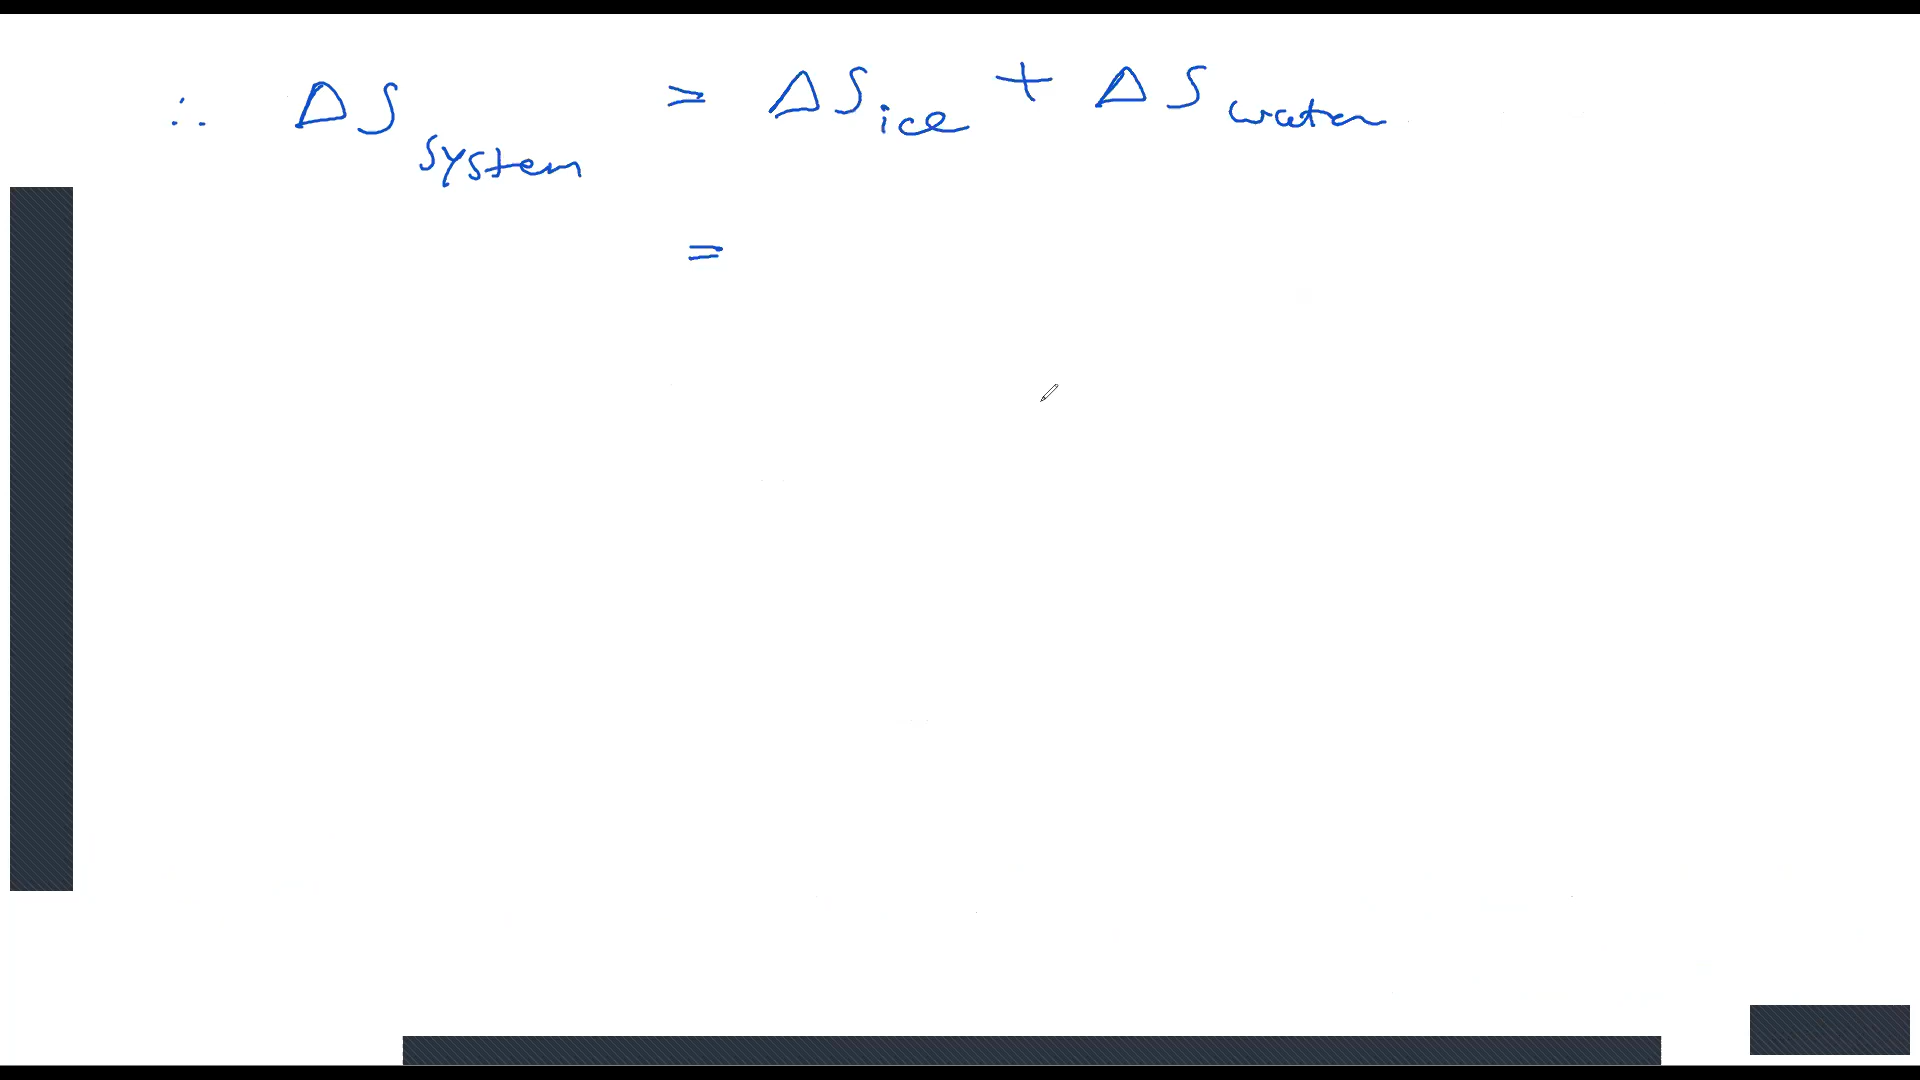 ∴ ΔS system = ΔS ice + ΔS water
=